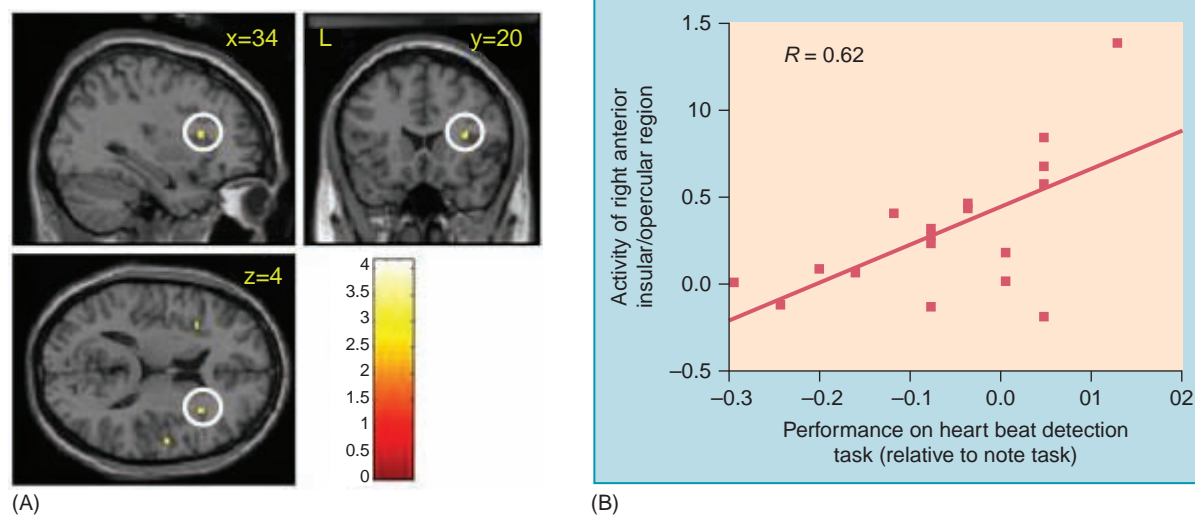 x=34
L
y=20
z=4
4
3.5
3
2.5
2
1.5
1
0.5
0
(A)
R = 0.62
Activity of right anterior
insular/opercular region
1.5
10
0.5
0.0
–0.5
–0.3
–0.2
–0.1
0.0
01
02
Performance on heart beat detection
task (relative to note task)
(B)